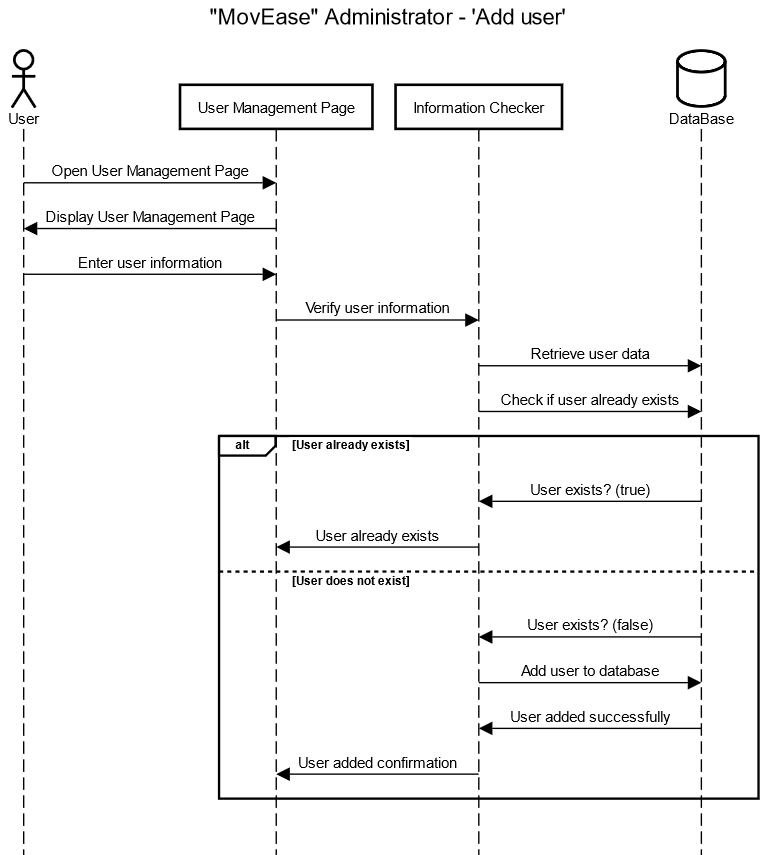 "MovEase" Administrator - 'Add user'
User
User Management Page
Information Checker
DataBase
Open User Management Page
Display User Management Page
Enter user information
Verify user information
Retrieve user data
Check if user already exists
alt
[User already exists]
User exists? (true)
User already exists
[User does not exist]
User exists? (false)
Add user to database
User added successfully
User added confirmation